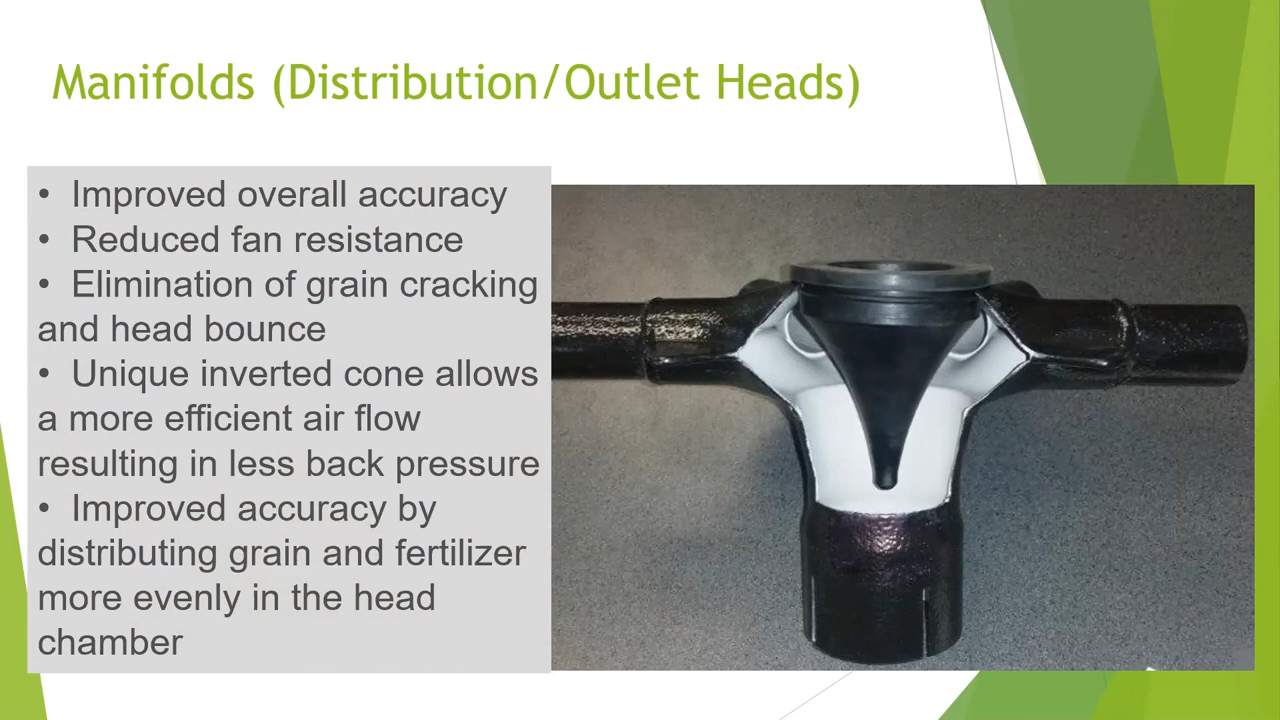 Manifolds (Distribution/Outlet Heads)
• Improved overall accuracy
• Reduced fan resistance
• Elimination of grain cracking
and head bounce
• Unique inverted cone allows
a more efficient air flow
resulting in less back pressure
• Improved accuracy by
distributing grain and fertilizer
more evenly in the head
chamber